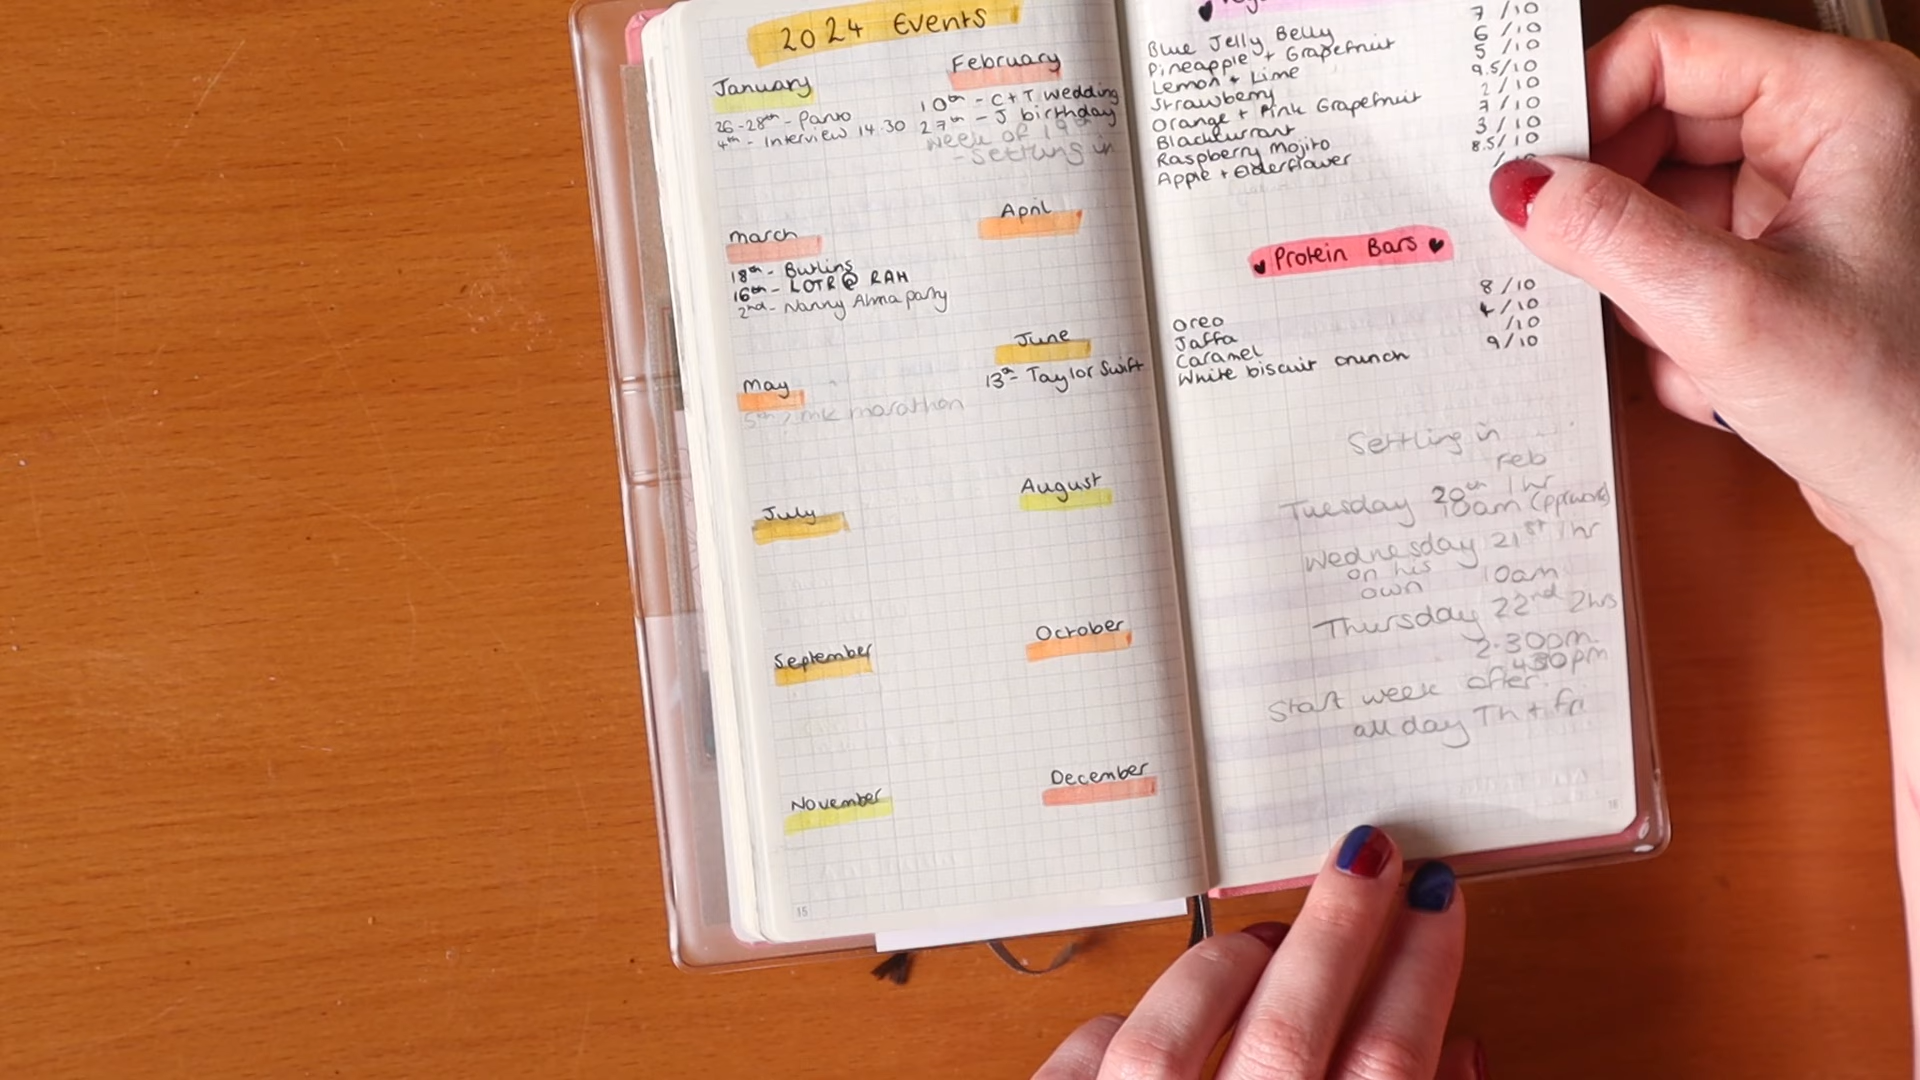 2024 Events
January
26-28th - Panto
4th - Interview 14.30
February
10th - C+T wedding
27th - J birthday
week of 19th
- Settling in
March
18th - Butlins
16th - LOTR @ RAH
2nd - Nanny Alma party
April
May
5th / mk marathon
June
13th - Taylor Swift
July
August
September
October
November
December
15
7/10
Blue Jelly Belly 6/10
Pineapple + Grapefruit 5/10
Lemon + Lime 9.5/10
Strawberry 2/10
Orange + Pink Grapefruit 7/10
Blackcurrant 3/10
Raspberry Mojito 8.5/10
Apple + Elderflower /10
Protein Bars
Oreo 8/10
Jaffa 4/10
Caramel /10
White biscuit crunch 9/10
Settling in
Feb
Tuesday 20th 1hr
10am
Wednesday 21st 1hr
on his 10am
own
Thursday 22nd 2hrs
2.30pm
4.30pm
Start week after
all day Th + fri
16